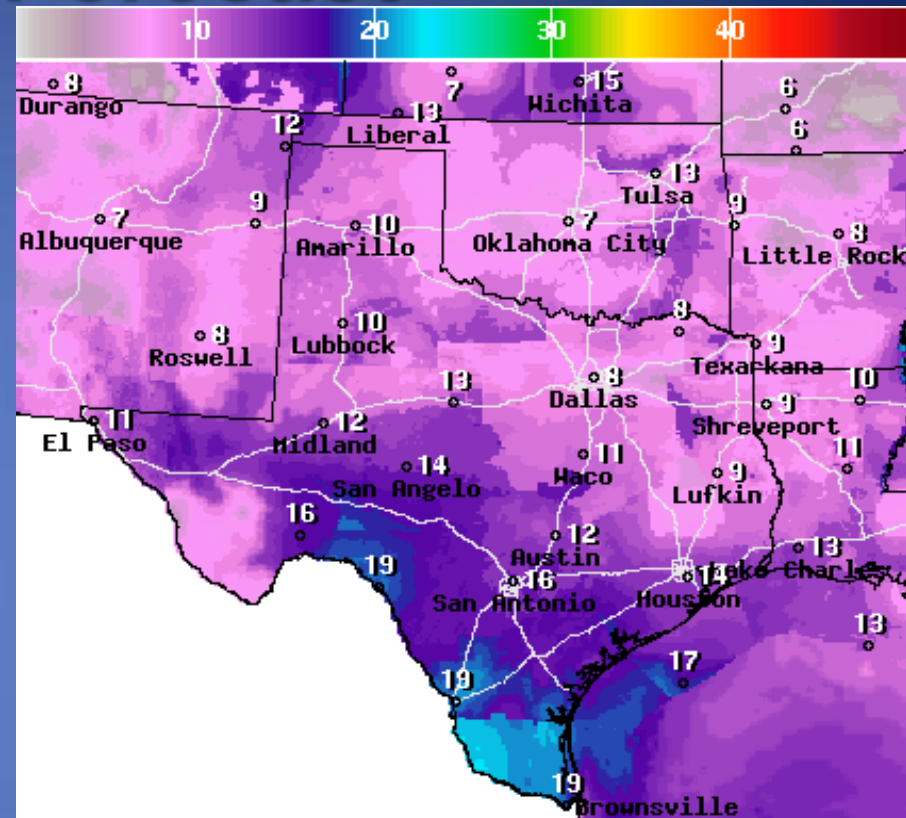 10 20 30 40
8 7 15 6
Durango Wichita
13
Liberal
12 6
13
Tulsa
7 9 10 7 9 8
Albuquerque Amarillo Oklahoma City Little Rock
8 10 8 9
Roswell Lubbock Texarkana
13 8 9 10
Dallas Shreveport
11 12
El Paso Midland
14 11 9 11
San Angelo Waco Lufkin
16 12 13
Austin Lake Charles
19 16 14
San Antonio Houston
13
19 17
19
Brownsville